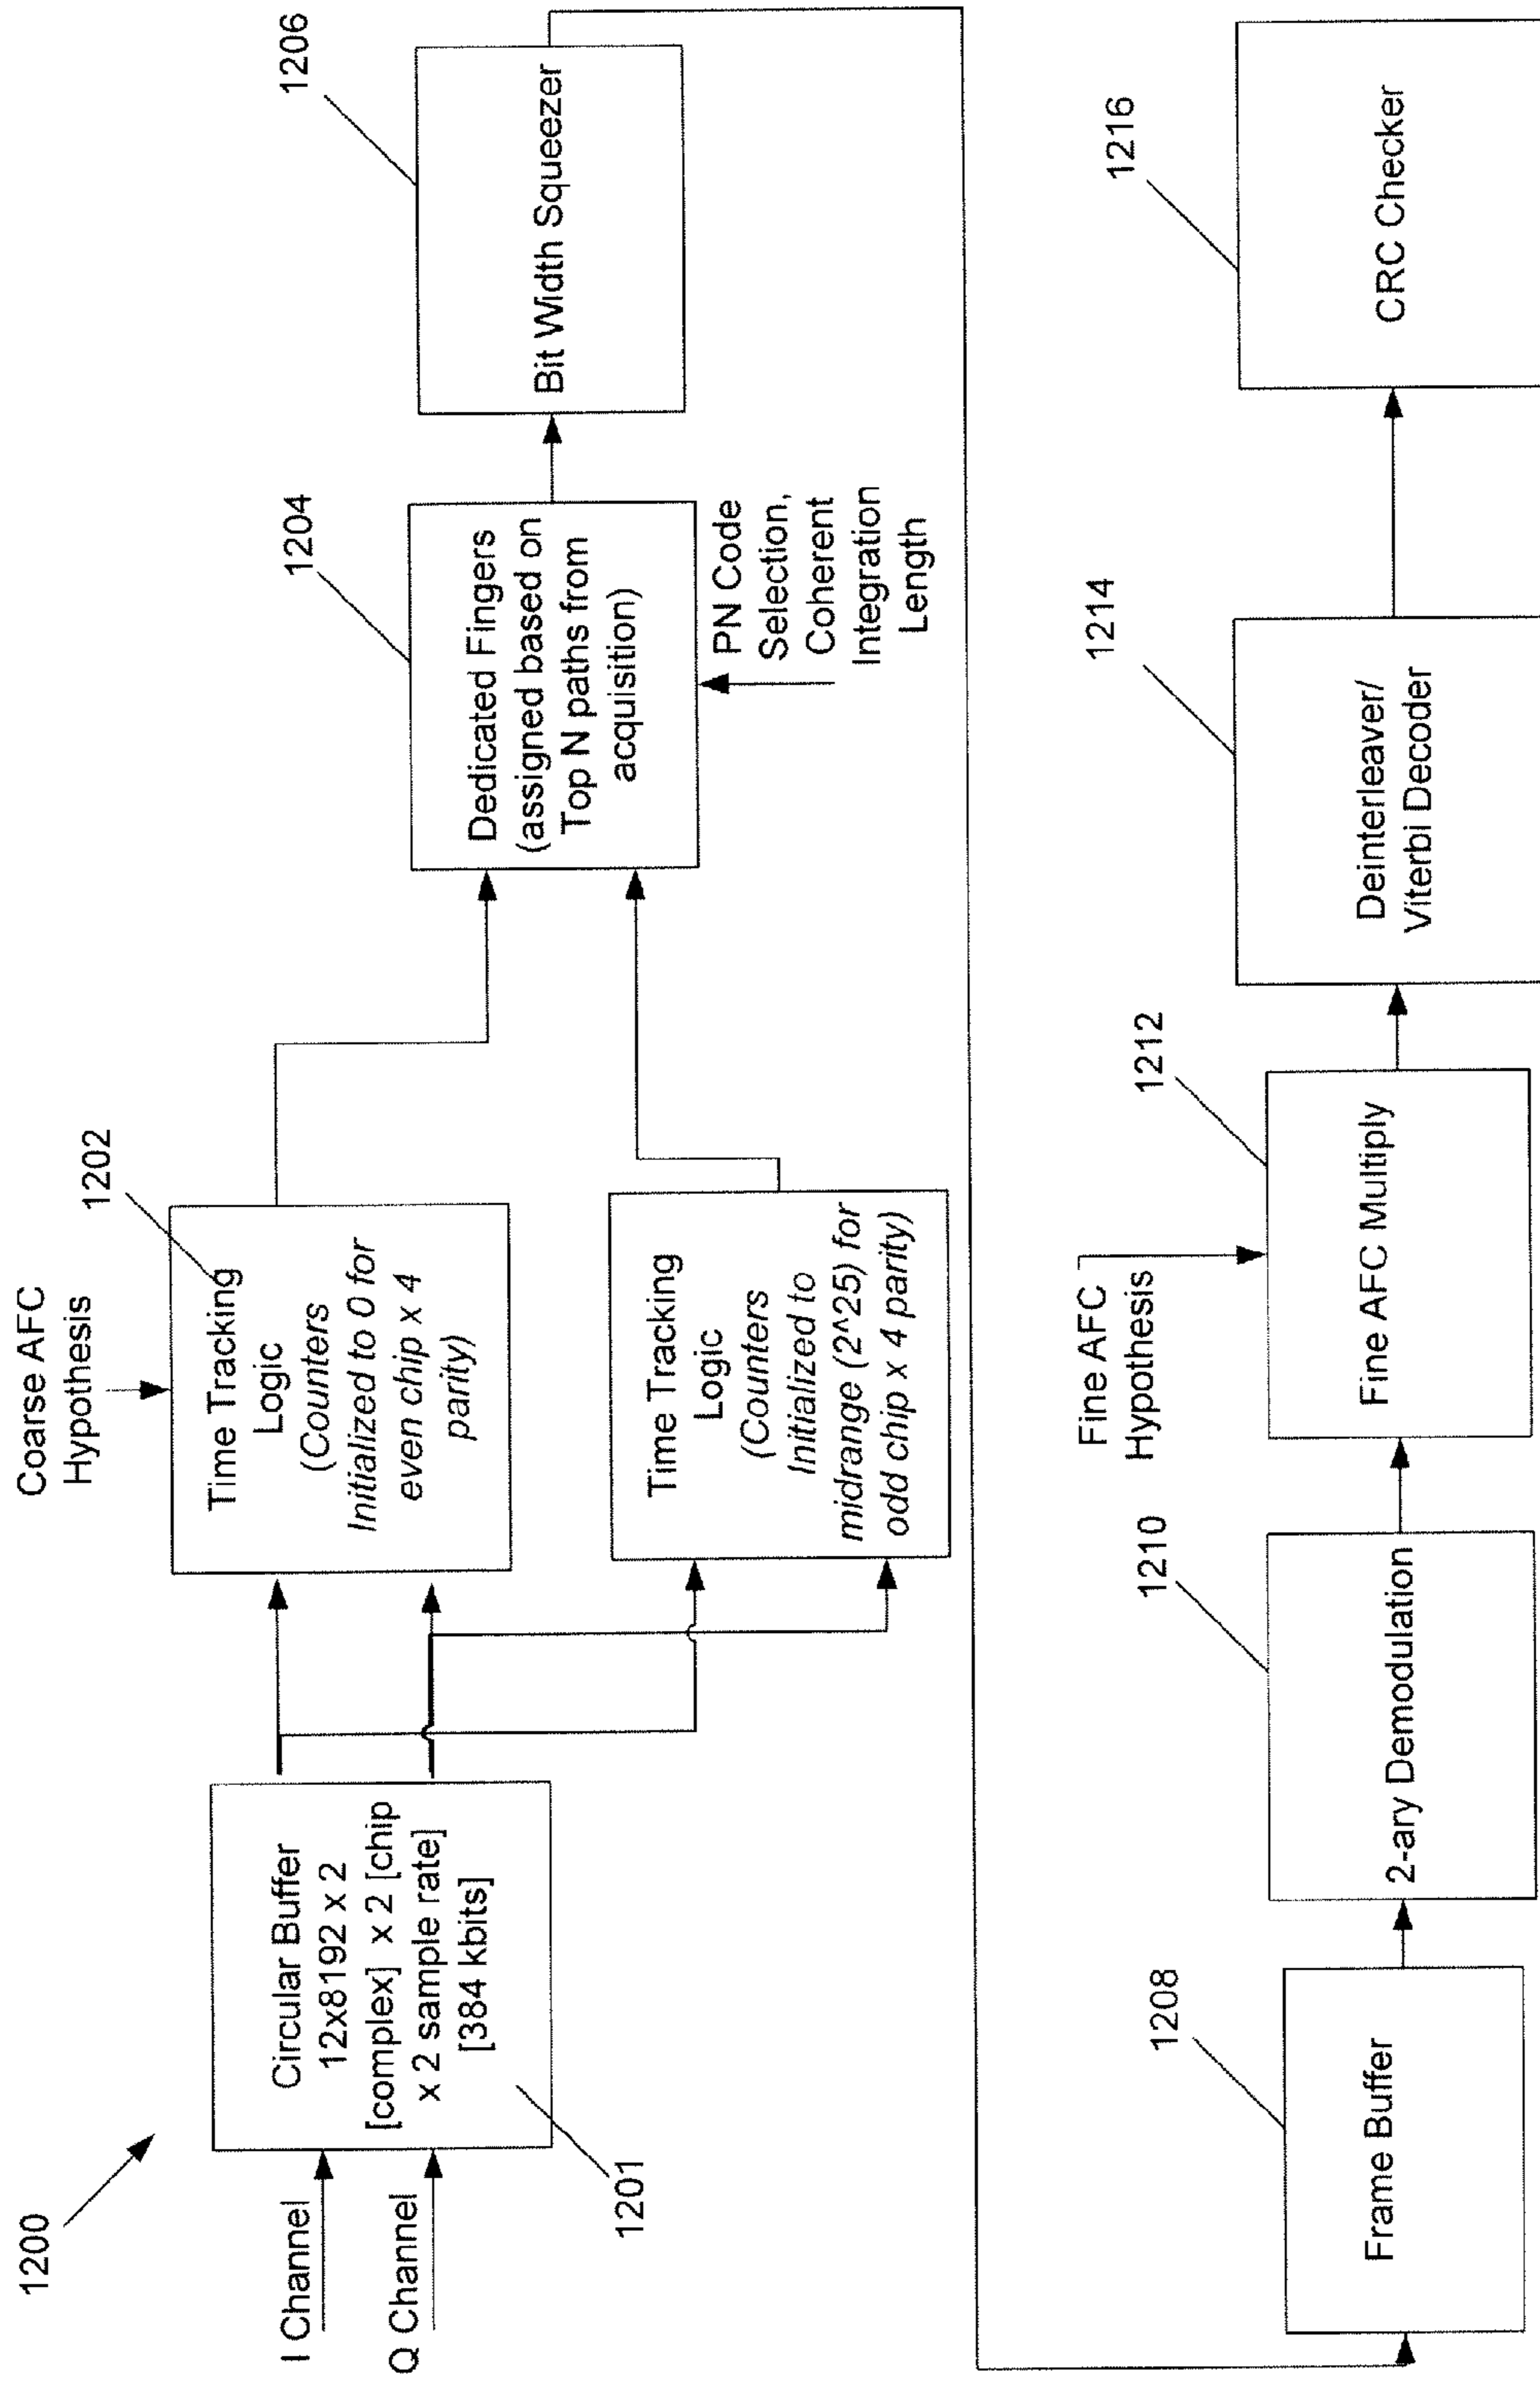 1200
I Channel
Q Channel
1201
Circular Buffer
12x8192 x 2
[complex] x 2 [chip
x 2 sample rate]
[384 kbits]
Coarse AFC
Hypothesis
1202
Time Tracking
Logic
(Counters
Initialized to 0 for
even chip x 4
parity)
Time Tracking
Logic
(Counters
Initialized to
midrange (2^25) for
odd chip x 4 parity)
1204
Dedicated Fingers
(assigned based on
Top N paths from
acquisition)
PN Code
Selection,
Coherent
Integration
Length
1206
Bit Width Squeezer
1208
Frame Buffer
1210
2-ary Demodulation
Fine AFC
Hypothesis
1212
Fine AFC Multiply
1214
Deinterleaver/
Viterbi Decoder
1216
CRC Checker